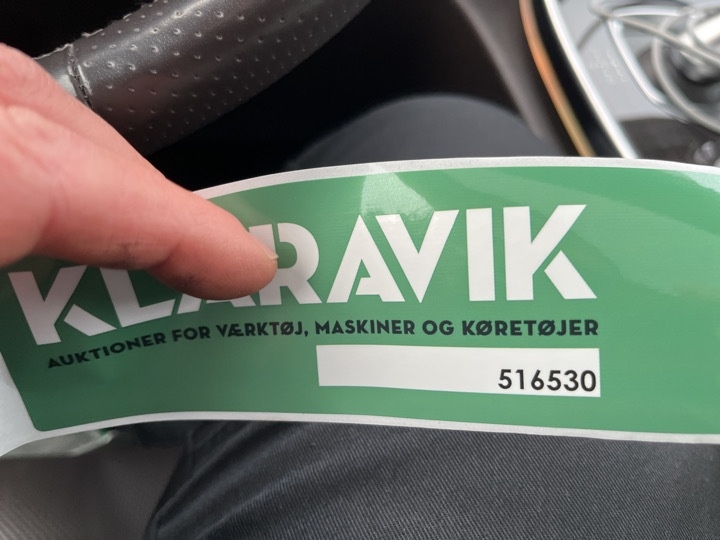 KLARAVIK
AUKTIONER FOR VÆRKTØJ, MASKINER OG KØRETØJER
516530